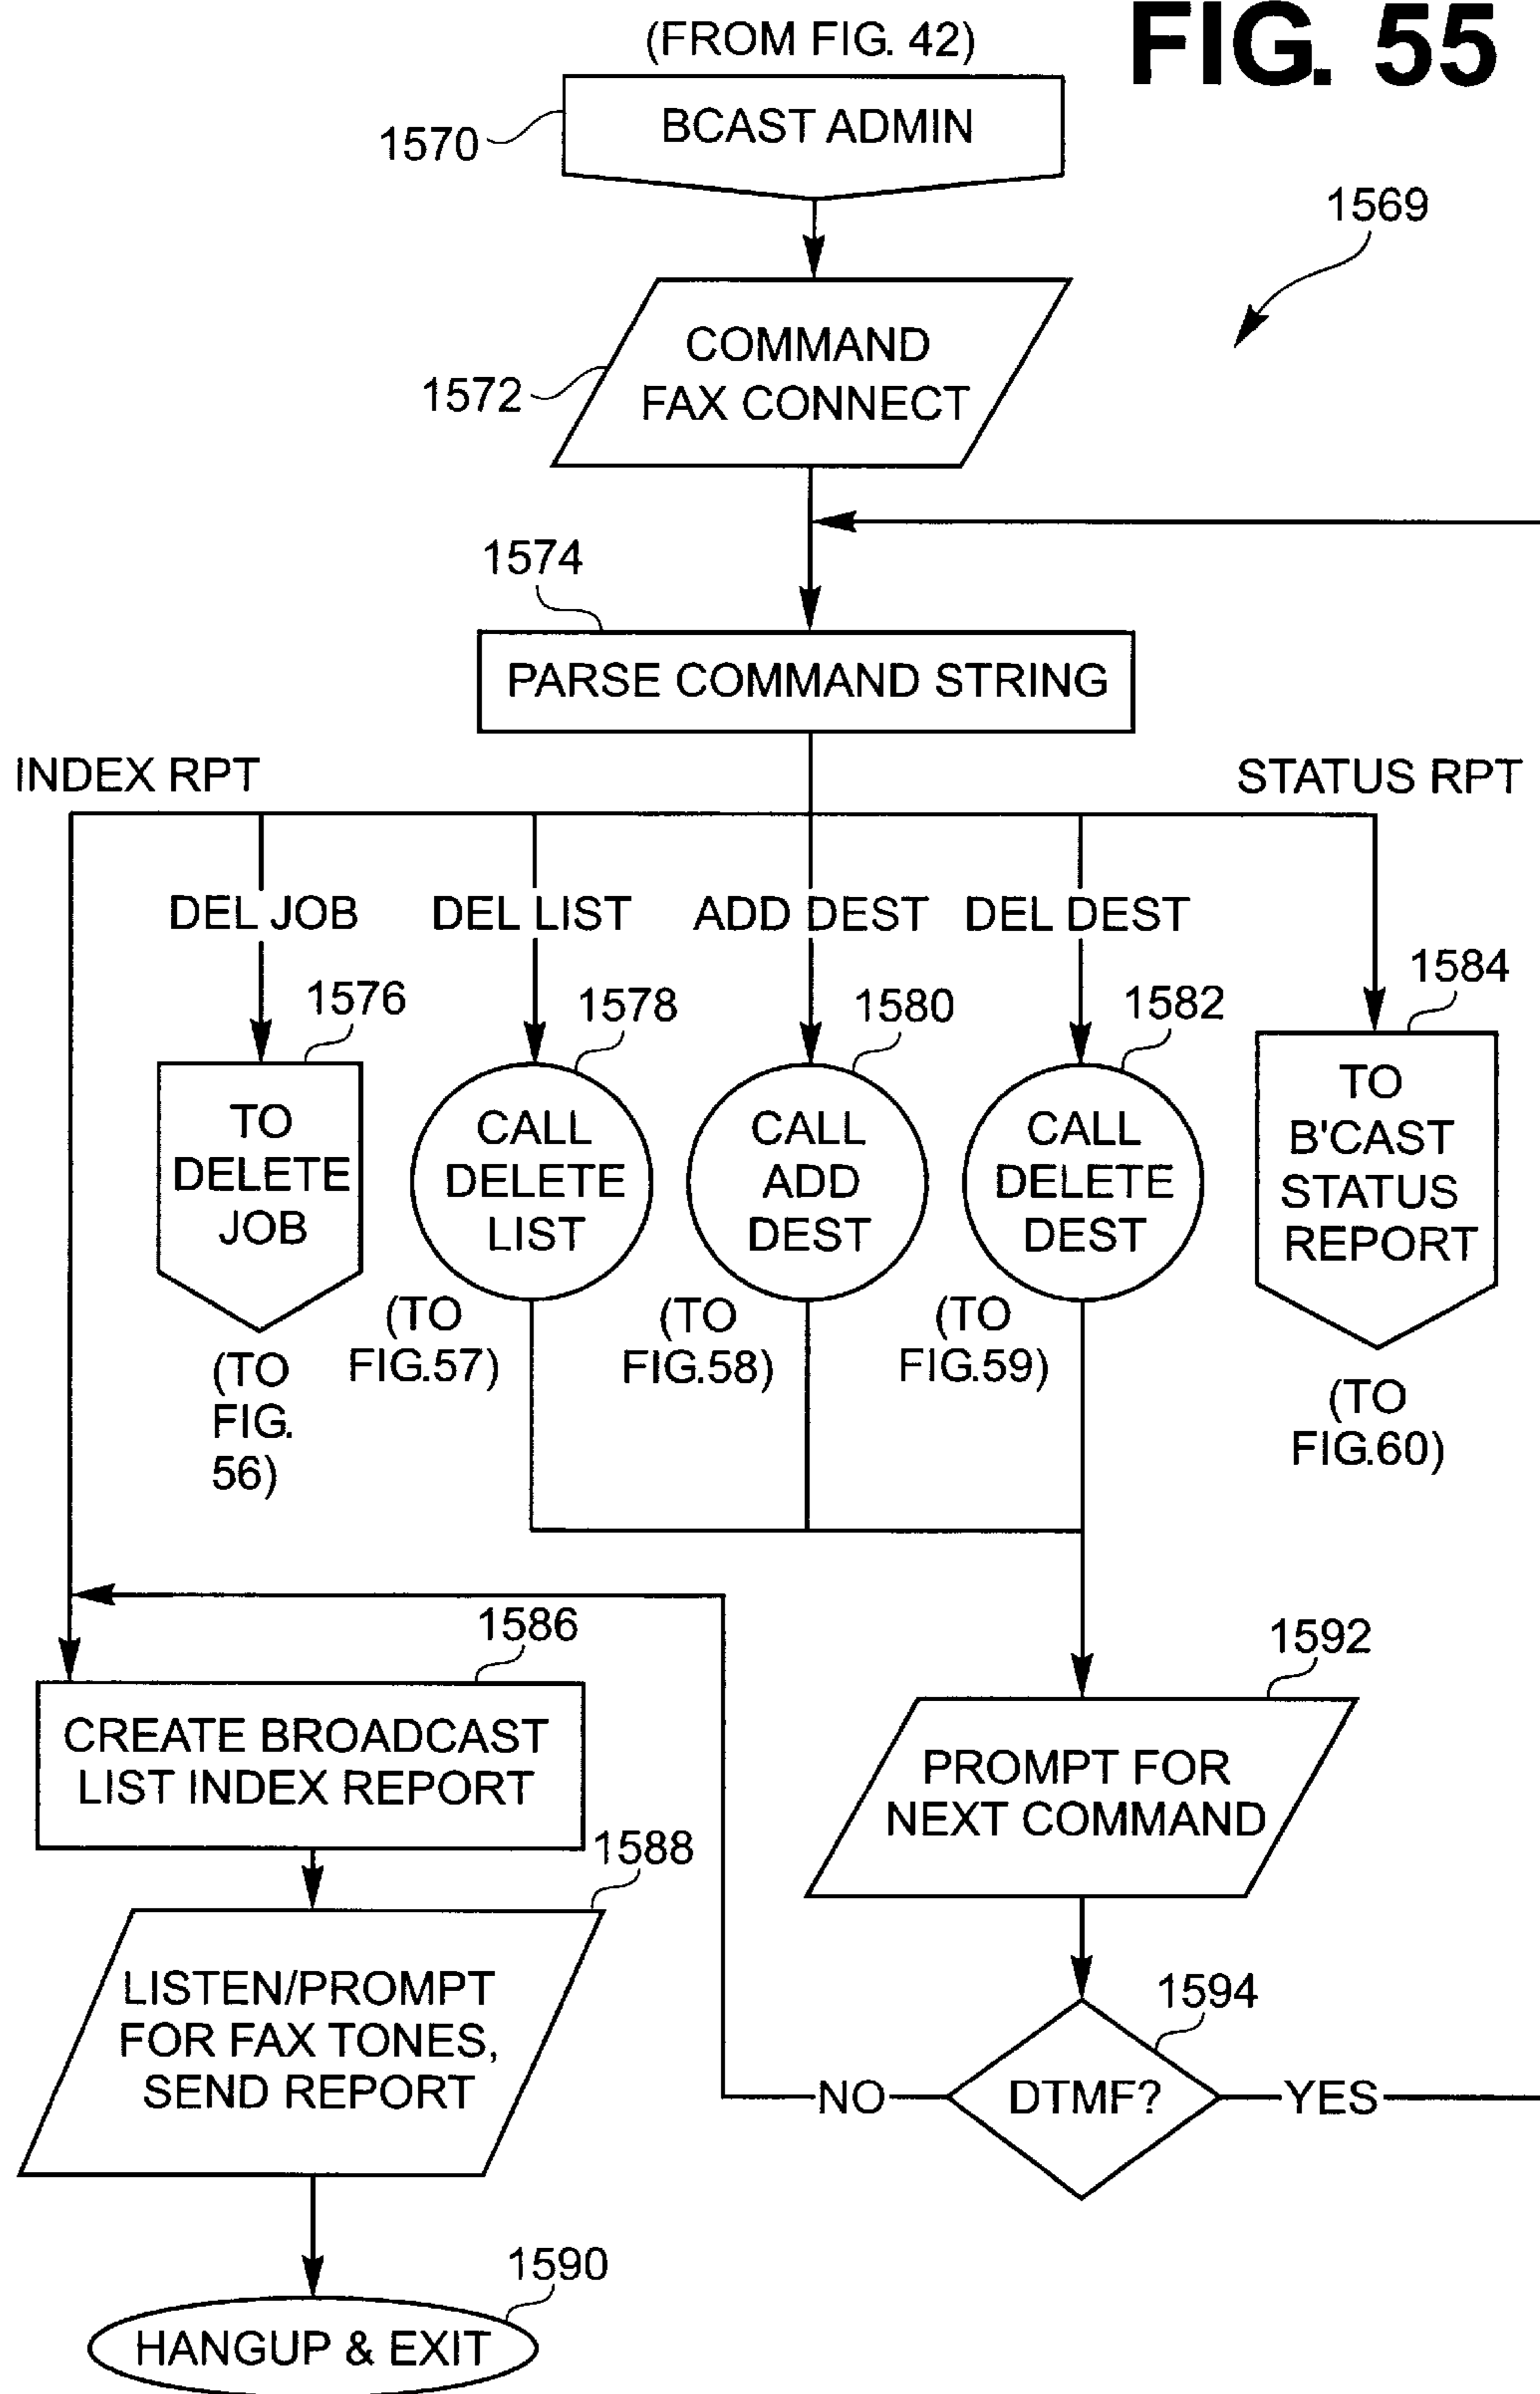 FIG. 55
(FROM FIG. 42)
BCAST ADMIN
1570
1569
COMMAND
FAX CONNECT
1572
1574
PARSE COMMAND STRING
INDEX RPT
STATUS RPT
DEL JOB
DEL LIST
ADD DEST
DEL DEST
1576
1578
1580
1582
1584
TO
DELETE
JOB
(TO
FIG.
56)
CALL
DELETE
LIST
(TO
FIG.57)
CALL
ADD
DEST
(TO
FIG.58)
CALL
DELETE
DEST
(TO
FIG.59)
TO
B'CAST
STATUS
REPORT
(TO
FIG.60)
1586
CREATE BROADCAST
LIST INDEX REPORT
1592
PROMPT FOR
NEXT COMMAND
1588
LISTEN/PROMPT
FOR FAX TONES,
SEND REPORT
1594
NO
DTMF?
YES
1590
HANGUP & EXIT